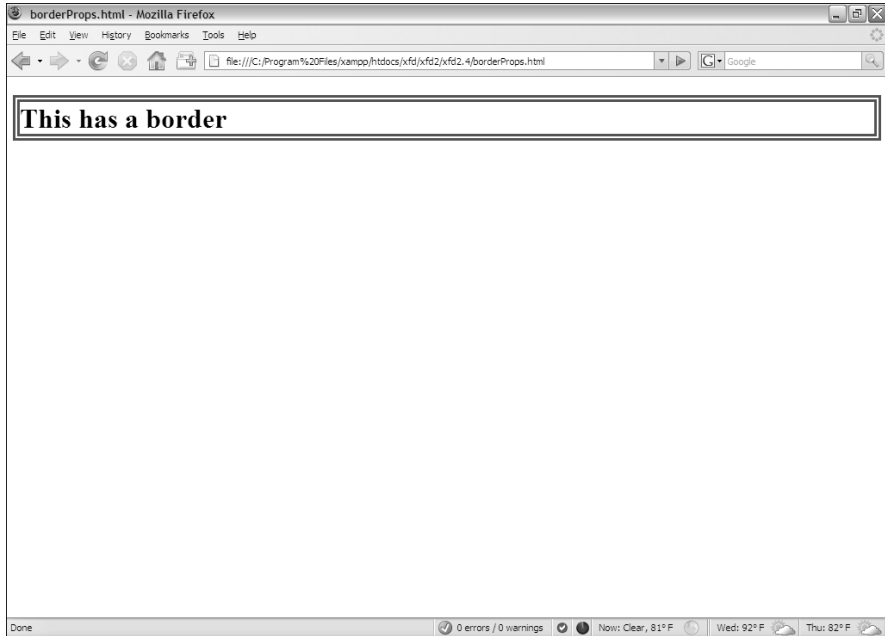 borderProps.html - Mozilla Firefox
File Edit View History Bookmarks Tools Help
file:///C:/Program%20Files/xampp/htdocs/xfd/xfd2/xfd2.4/borderProps.html
G Google
This has a border
Done 0 errors / 0 warnings Now: Clear, 81° F Wed: 92° F Thu: 82° F